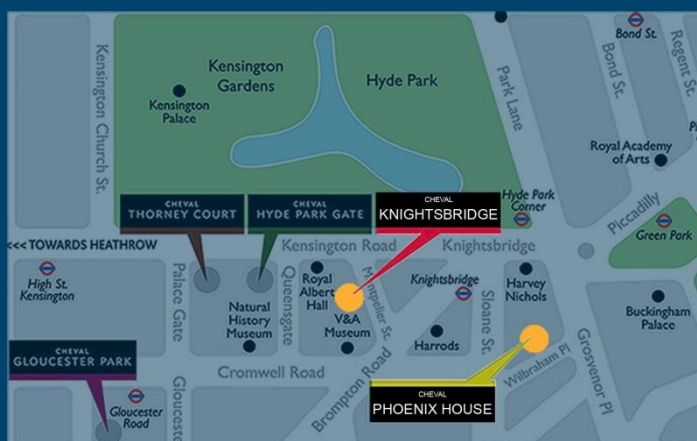 Kensington Church St.
Kensington
Gardens
Hyde Park
Kensington
Palace
Park Lane
Bond St.
Bond St.
Regent St.
Royal Academy
of Arts
Piccadilly
Green Park
Hyde Park
Corner
CHEVAL
THORNEY COURT
CHEVAL
HYDE PARK GATE
CHEVAL
KNIGHTSBRIDGE
<<< TOWARDS HEATHROW
Kensington Road
Knightsbridge
High St.
Kensington
Palace Gate
Queensgate
Royal
Albert
Hall
Montpelier St.
Knightsbridge
Sloane St.
Harvey
Nichols
Natural
History
Museum
V&A
Museum
Harrods
Buckingham
Palace
CHEVAL
GLOUCESTER PARK
Cromwell Road
Brompton Road
Wilbraham Pl
Grosvenor Pl
CHEVAL
PHOENIX HOUSE
Gloucester
Road